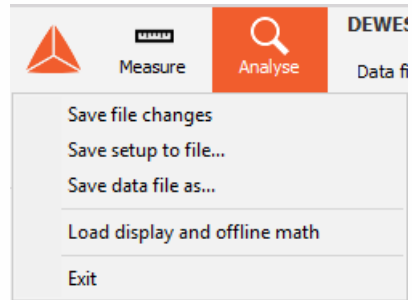 DEWES
Measure
Analyse
Data fi
Save file changes
Save setup to file...
Save data file as...
Load display and offline math
Exit